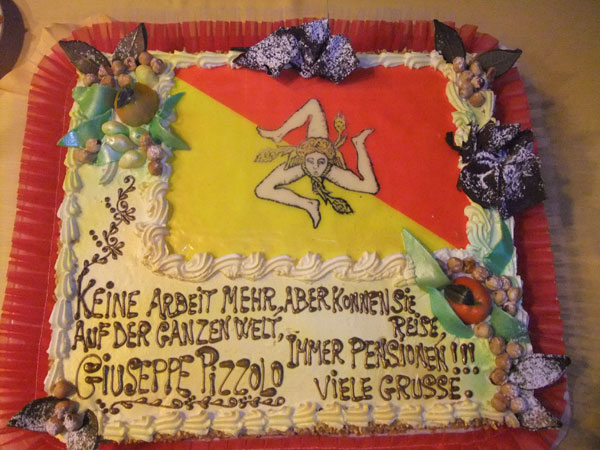 KEINE ARBEIT MEHR, ABER KONNEN SIE
AUF DER GANZEN WELT, REISE,
IMMER PENSIONEN!!!
GIUSEPPE PIZZOLO VIELE GRUSSE.